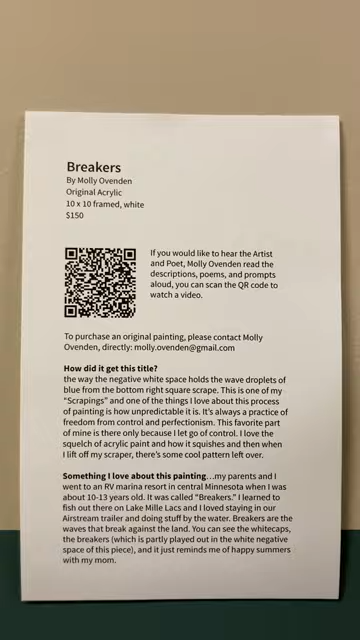 Breakers
By Molly Ovenden
Original Acrylic
10 x 10 framed, white
$150
If you would like to hear the Artist
and Poet, Molly Ovenden read the
descriptions, poems, and prompts
aloud, you can scan the QR code to
watch a video.
To purchase an original painting, please contact Molly
Ovenden, directly: molly.ovenden@gmail.com
How did it get this title?
the way the negative white space holds the wave droplets of
blue from the bottom right square scrape. This is one of my
"Scrapings" and one of the things I love about this process
of painting is how unpredictable it is. It's always a practice of
freedom from control and perfectionism. This favorite part
of mine is there only because I let go of control. I love the
squelch of acrylic paint and how it squishes and then when
I lift off my scraper, there's some cool pattern left over.
Something I love about this painting...my parents and I
went to an RV marina resort in central Minnesota when I was
about 10-13 years old. It was called "Breakers." I learned to
fish out there on Lake Mille Lacs and I loved staying in our
Airstream trailer and doing stuff by the water. Breakers are the
waves that break against the land. You can see the whitecaps,
the breakers (which is partly played out in the white negative
space of this piece), and it just reminds me of happy summers
with my mom.